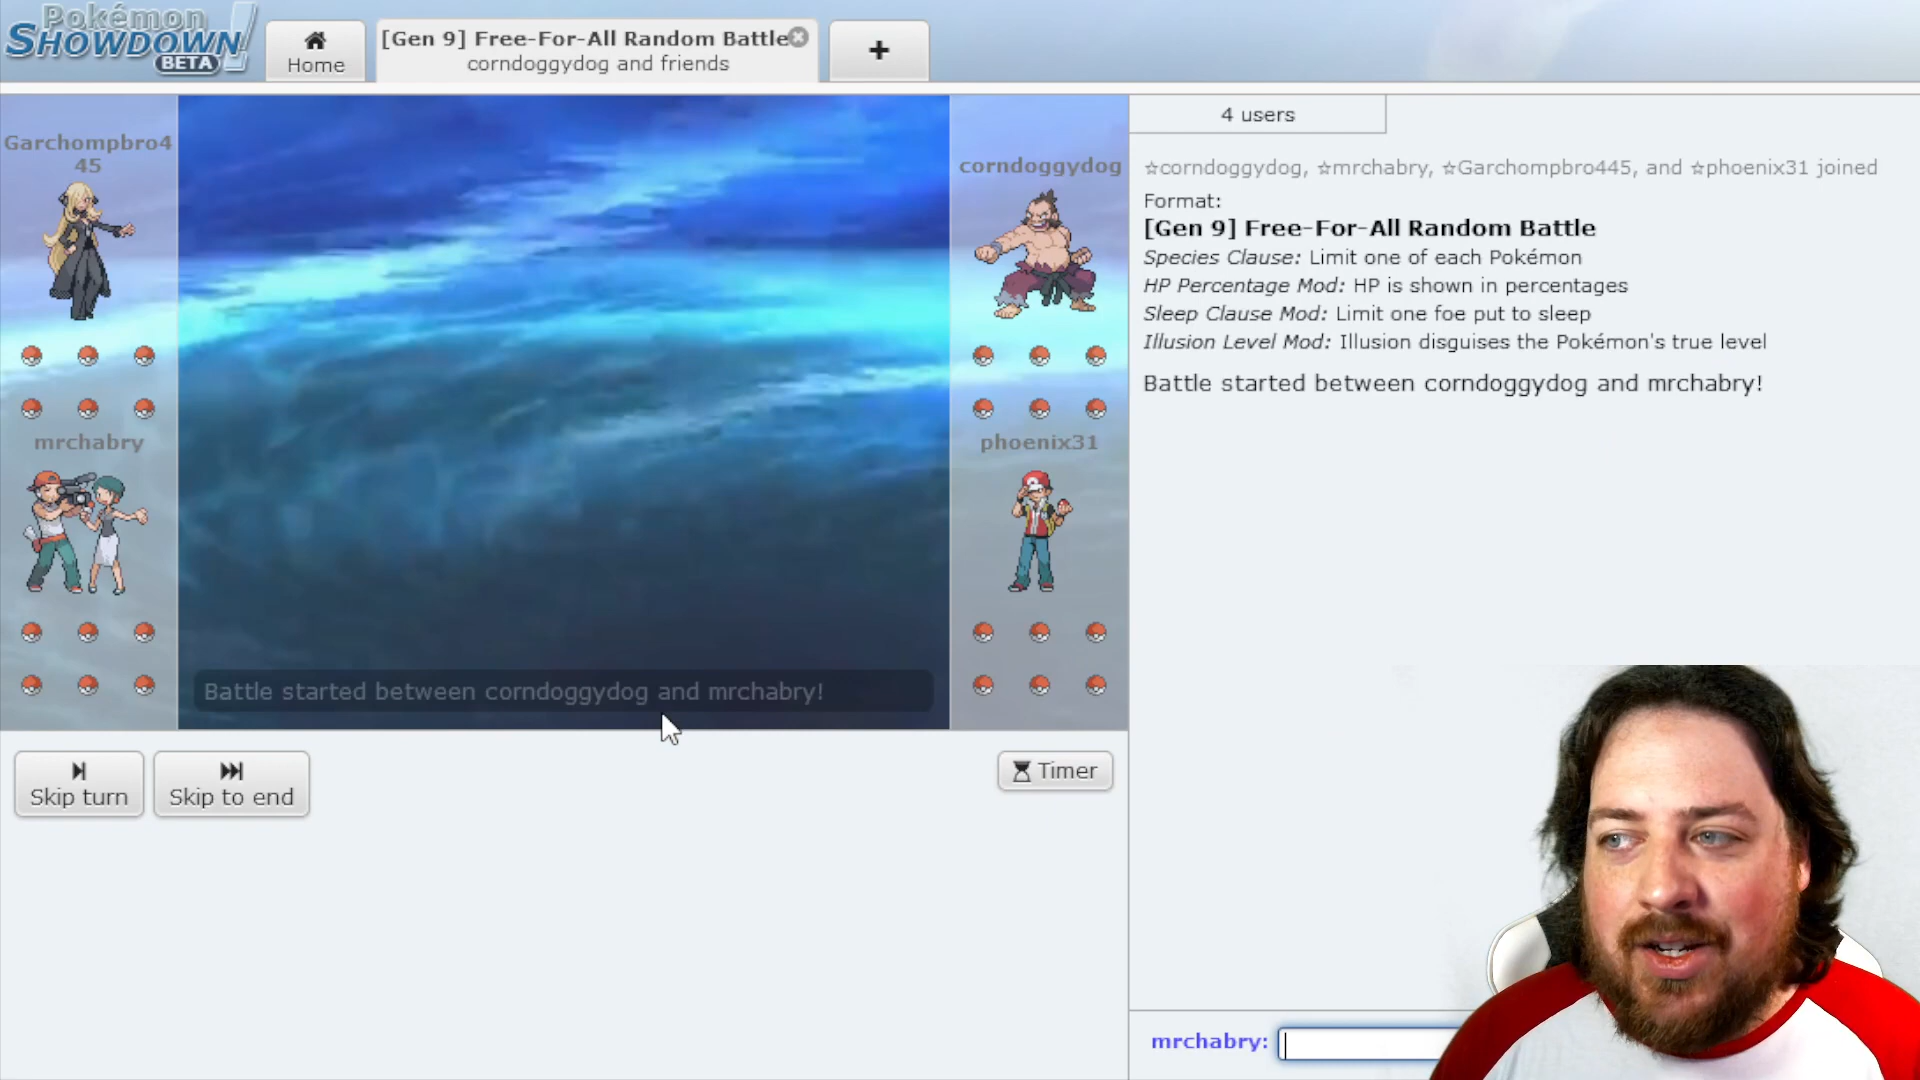 Pokémon
SHOWDOWN!
BETA
Home
[Gen 9] Free-For-All Random Battle
corndoggydog and friends
+
Garchompbro4
45
mrchabry
corndoggydog
phoenix31
Battle started between corndoggydog and mrchabry!
Skip turn
Skip to end
Timer
4 users
☆corndoggydog, ☆mrchabry, ☆Garchompbro445, and ☆phoenix31 joined
Format:
[Gen 9] Free-For-All Random Battle
Species Clause: Limit one of each Pokémon
HP Percentage Mod: HP is shown in percentages
Sleep Clause Mod: Limit one foe put to sleep
Illusion Level Mod: Illusion disguises the Pokémon's true level
Battle started between corndoggydog and mrchabry!
mrchabry: